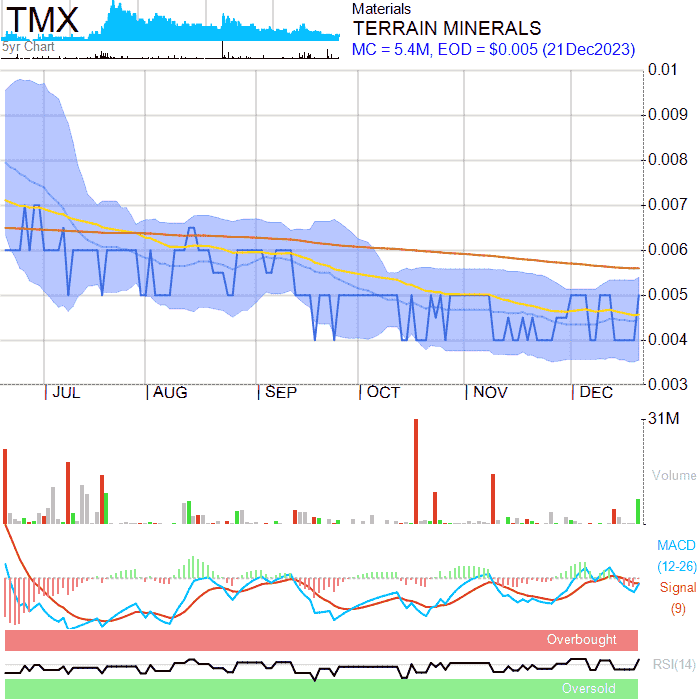 TMX
5yr Chart
Materials
TERRAIN MINERALS
MC = 5.4M, EOD = $0.005 (21Dec2023)
0.01
0.009
0.008
0.007
0.006
0.005
0.004
0.003
JUL AUG SEP OCT NOV DEC
31M
Volume
MACD
(12-26)
Signal
(9)
Overbought
RSI(14)
Oversold